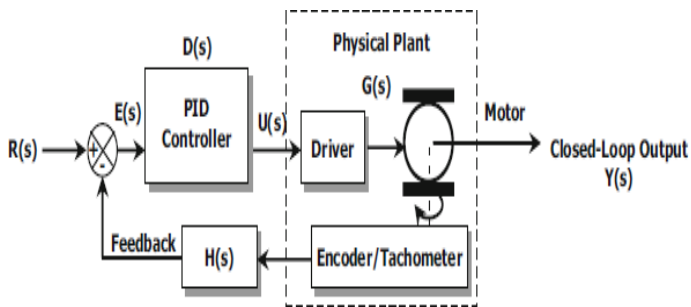 Physical Plant
D(s)
G(s)
E(s)
PID
Controller
U(s)
Motor
R(s)
+
-
Driver
Closed-Loop Output
Y(s)
Feedback
H(s)
Encoder/Tachometer